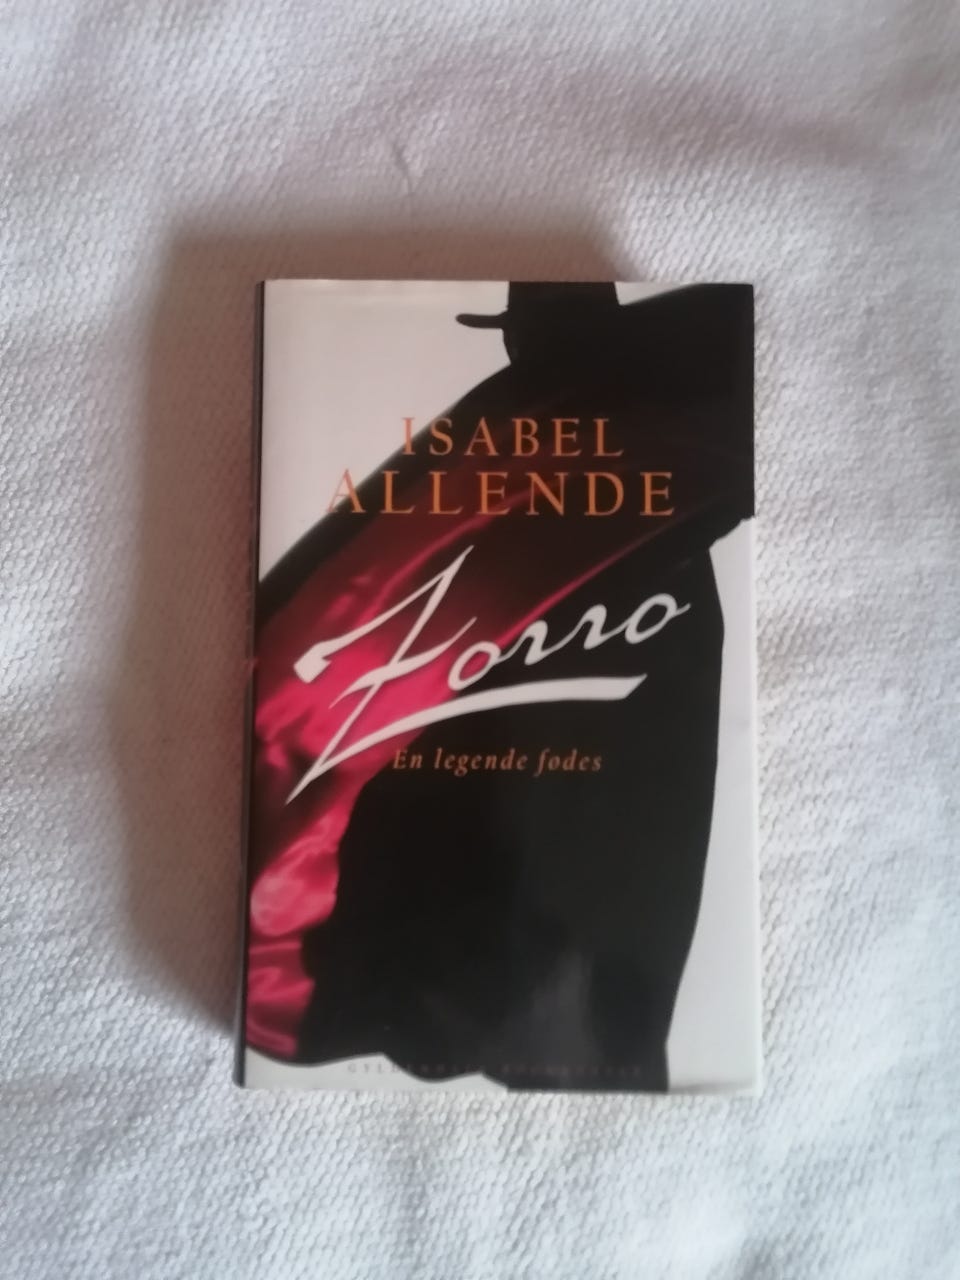 ISABEL
ALLENDE
Zorro
En legende fødes